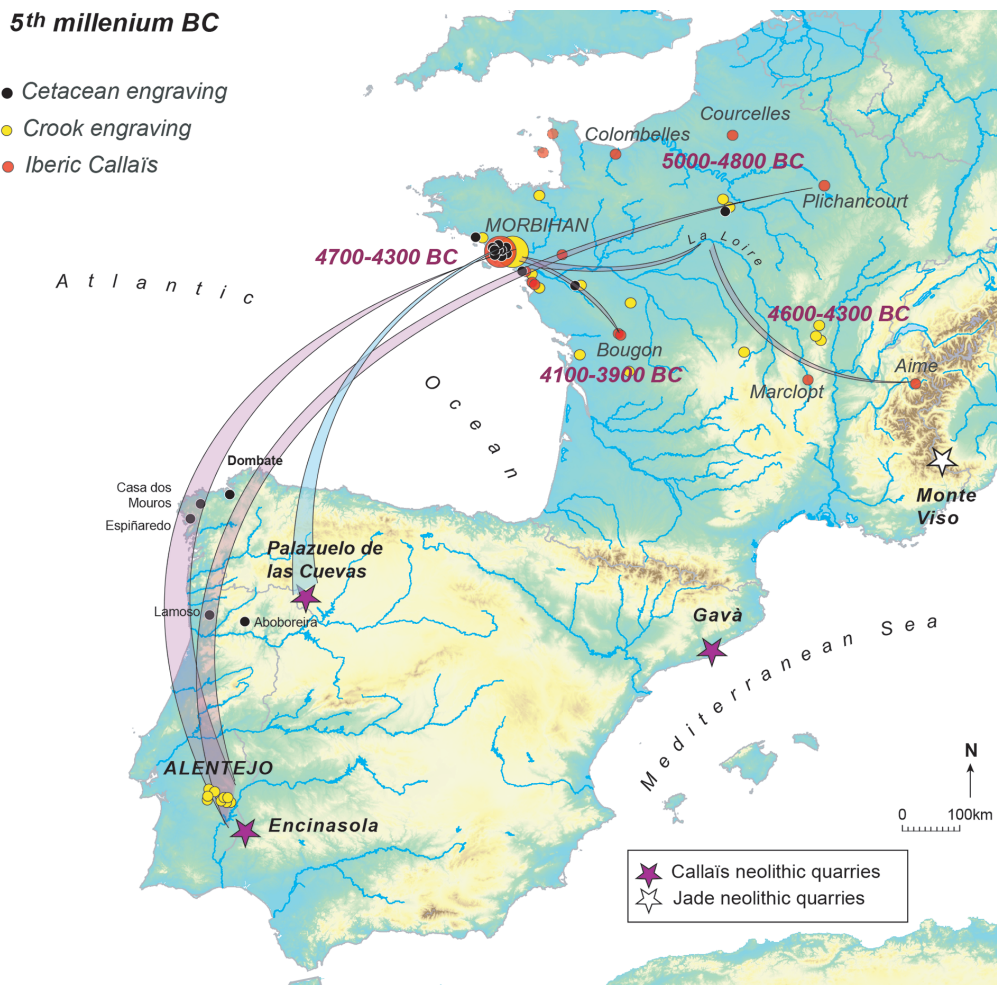 5th millenium BC
Cetacean engraving
Crook engraving
Iberic Callaïs
Courcelles
Colombelles
5000-4800 BC
Plichancourt
MORBIHAN
La Loire
4700-4300 BC
Atlantic
4600-4300 BC
Bougon
Aime
4100-3900 BC
Marclopt
Ocean
Dombate
Casa dos
Mouros
Espiñaredo
Monte
Viso
Palazuelo de
las Cuevas
Lamoso
Aboboreira
Gavà
Mediterranean Sea
ALENTEJO
Encinasola
N
0 100km
Callaïs neolithic quarries
Jade neolithic quarries